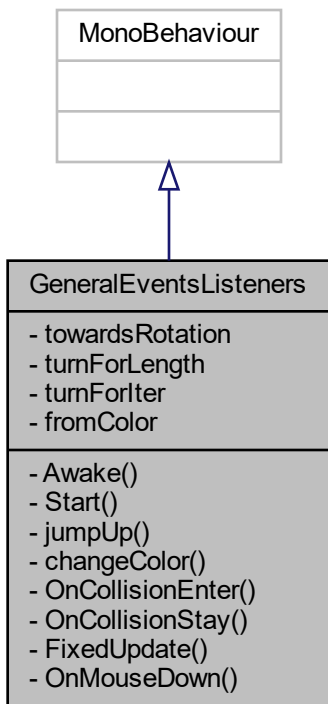 MonoBehaviour
GeneralEventsListeners
- towardsRotation
- turnForLength
- turnForIter
- fromColor
- Awake()
- Start()
- jumpUp()
- changeColor()
- OnCollisionEnter()
- OnCollisionStay()
- FixedUpdate()
- OnMouseDown()